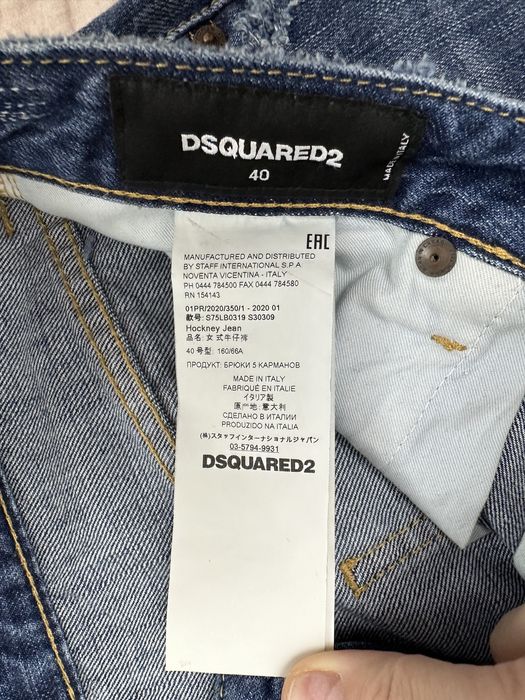 DSQUARED2
40
MADE IN ITALY
EAC
MANUFACTURED AND DISTRIBUTED
BY STAFF INTERNATIONAL S.P.A
NOVENTA VICENTINA - ITALY
PH 0444 784500 FAX 0444 784580
RN 154143
01PR/2020/350/1 - 2020 01
款号: S75LB0319 S30309
Hockney Jean
品名: 女式牛仔裤
40 号型: 160/66A
ПРОДУКТ: БРЮКИ 5 КАРМАНОВ
MADE IN ITALY
FABRIQUÉ EN ITALIE
イタリア製
原产地: 意大利
СДЕЛАНО В ИТАЛИИ
PRODUZIDO NA ITALIA
(株)スタッフインターナショナルジャパン
03-5794-9931
DSQUARED2